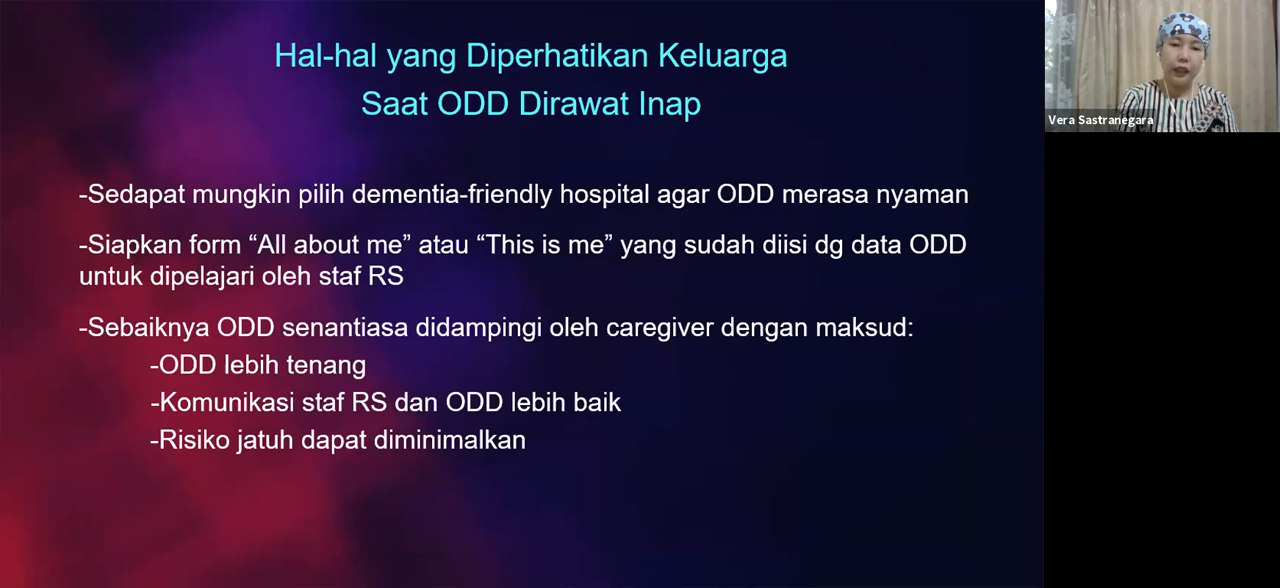 Hal-hal yang Diperhatikan Keluarga
Saat ODD Dirawat Inap
-Sedapat mungkin pilih dementia-friendly hospital agar ODD merasa nyaman
-Siapkan form “All about me” atau “This is me” yang sudah diisi dg data ODD
untuk dipelajari oleh staf RS
-Sebaiknya ODD senantiasa didampingi oleh caregiver dengan maksud:
-ODD lebih tenang
-Komunikasi staf RS dan ODD lebih baik
-Risiko jatuh dapat diminimalkan
Vera Sastranegara